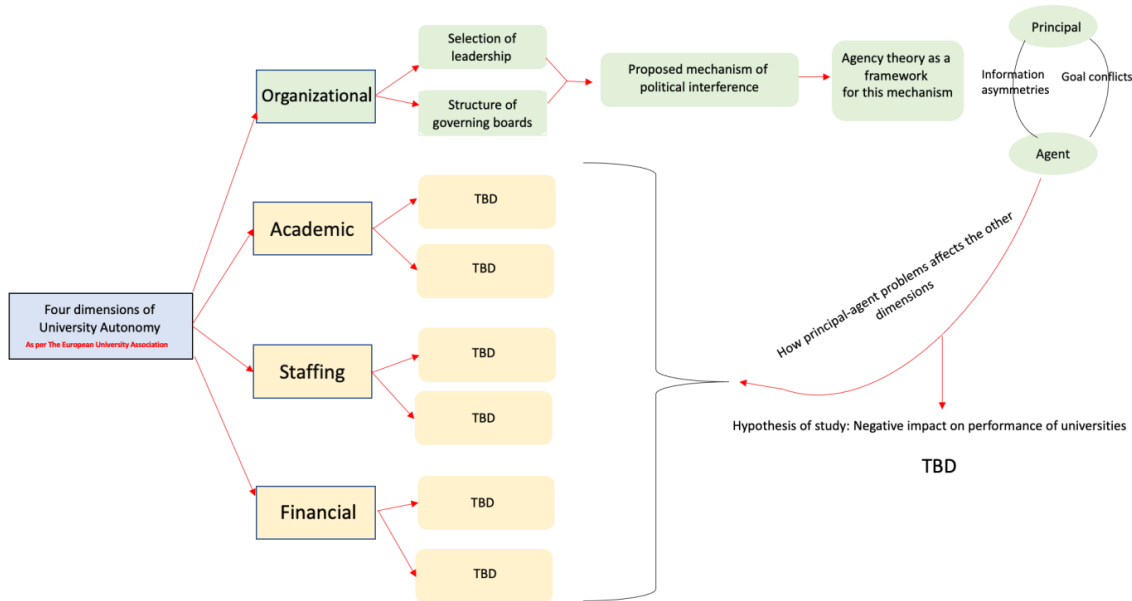 Four dimensions of
University Autonomy
As per The European University Association
Organizational
Selection of
leadership
Structure of
governing boards
Proposed mechanism of
political interference
Agency theory as a
framework
for this mechanism
Principal
Information
asymmetries
Goal conflicts
Agent
Academic
TBD
TBD
Staffing
TBD
TBD
Financial
TBD
TBD
How principal-agent problems affects the other
dimensions
Hypothesis of study: Negative impact on performance of universities
TBD